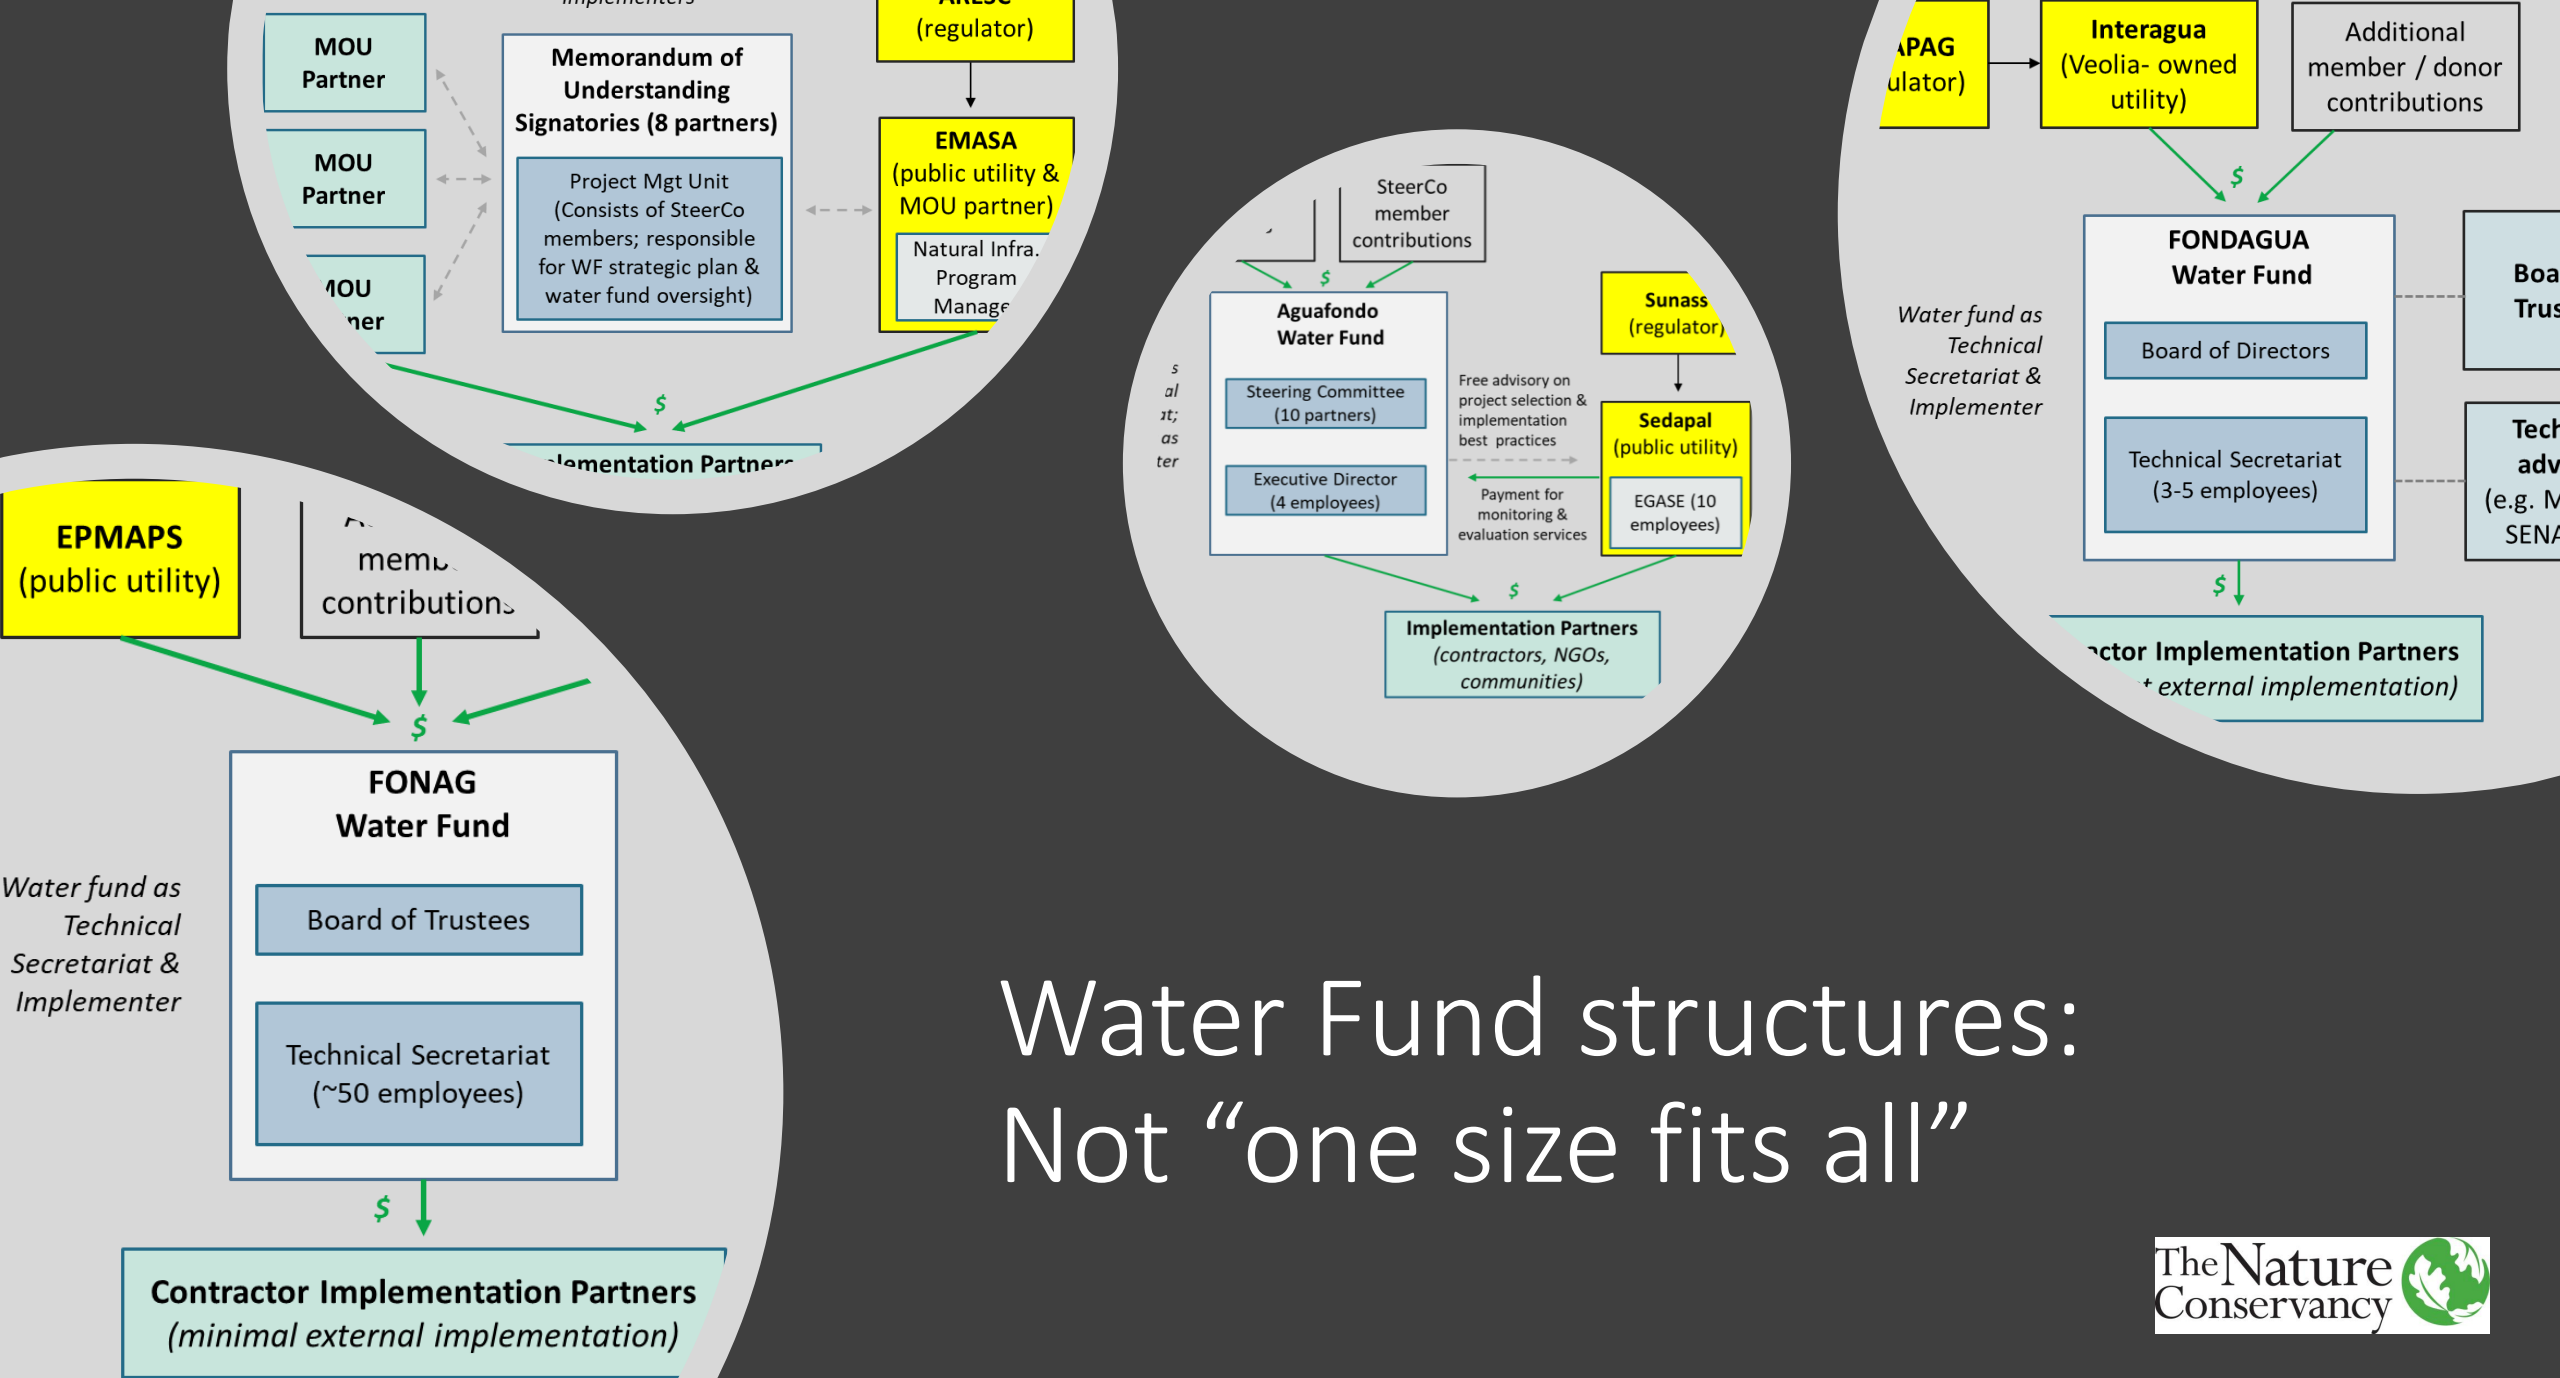 MOU
Partner
MOU
Partner
Memorandum of
Understanding
Signatories (8 partners)
Project Mgt Unit
(Consists of SteerCo
members; responsible
for WF strategic plan &
water fund oversight)
(regulator)
EMASA
(public utility &
MOU partner)
Natural Infra.
Program
$
Partners
SteerCo
member
contributions
$
Aguafondo
Water Fund
Steering Committee
(10 partners)
Executive Director
(4 employees)
Free advisory on
project selection &
implementation
best practices
Payment for
monitoring &
evaluation services
Sunass
(regulator)
Sedapal
(public utility)
EGASE (10
employees)
$
Implementation Partners
(contractors, NGOs,
communities)
Interagua
(Veolia- owned
utility)
Additional
member / donor
contributions
$
FONDAGUA
Water Fund
Board of Directors
Technical Secretariat
(3-5 employees)
Water fund as
Technical
Secretariat &
Implementer
(e.g.
$
Implementation Partners
external implementation)
EPMAPS
(public utility)
contributions
$
FONAG
Water Fund
Board of Trustees
Technical Secretariat
(~50 employees)
Water fund as
Technical
Secretariat &
Implementer
$
Contractor Implementation Partners
(minimal external implementation)
Water Fund structures:
Not “one size fits all”
The Nature
Conservancy